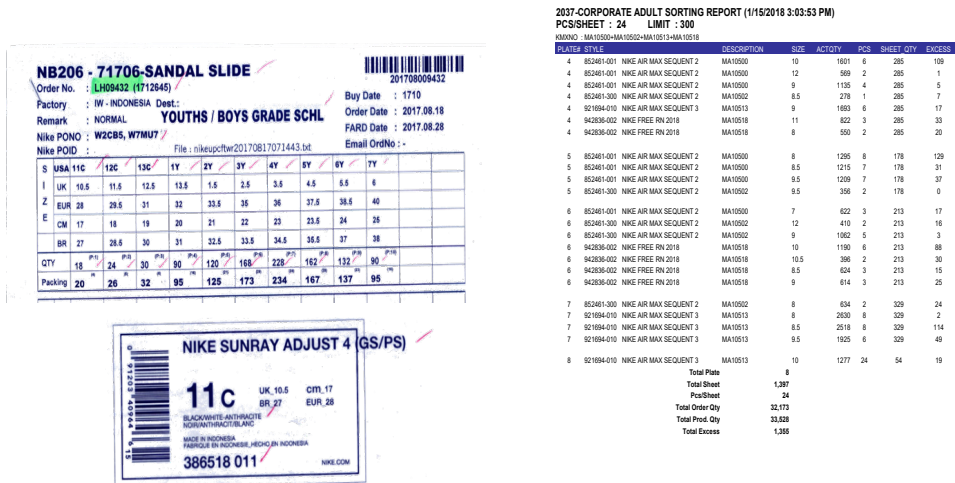 NB206 - 71706-SANDAL SLIDE
201708009432
Order No. : LH09432 (1712645)
Factory : IW - INDONESIA Dest.:
Remark : NORMAL YOUTHS / BOYS GRADE SCHL
Nike PONO : W2CB5, W7MU7
Nike POID :
File : nikeupcftwr20170817071443.txt
Buy Date : 1710
Order Date : 2017.08.18
FARD Date : 2017.08.28
Email OrdNo : -
S USA 11C 12C 13C 1Y 2Y 3Y 4Y 5Y 6Y 7Y
I UK 10.5 11.5 12.5 13.5 1.5 2.5 3.5 4.5 5.5 6
Z EUR 28 29.5 31 32 33.5 35 36 37.5 38.5 40
E CM 17 18 19 20 21 22 23 23.5 24 25
BR 27 28.5 30 31 32.5 33.5 34.5 35.5 37 38
QTY 18 (P:1) 24 (P:2) 30 (P:3) 90 (P:4) 120 (P:5) 168 (P:6) 228 (P:7) 162 (P:8) 132 (P:9) 90 (P:10)
Packing 20 26 32 95 125 173 234 167 137 95
NIKE SUNRAY ADJUST 4 (GS/PS)
11C
UK_10.5 cm_17
BR_27 EUR_28
BLACK/WHITE-ANTHRACITE
NOIR/ANTHRACIT/BLANC
MADE IN INDONESIA
FABRIQUE EN INDONESIE_HECHO EN INDONESIA
386518 011
NIKE.COM
0 91203 40964 6 15
2037-CORPORATE ADULT SORTING REPORT (1/15/2018 3:03:53 PM)
PCS/SHEET : 24 LIMIT : 300
KMXNO : MA10500+MA10502+MA10513+MA10518
PLATE# STYLE DESCRIPTION SIZE ACTQTY PCS SHEET_QTY EXCESS
4 852461-001 NIKE AIR MAX SEQUENT 2 MA10500 10 1601 6 285 109
4 852461-001 NIKE AIR MAX SEQUENT 2 MA10500 12 569 2 285 1
4 852461-001 NIKE AIR MAX SEQUENT 2 MA10500 9 1135 4 285 5
4 852461-300 NIKE AIR MAX SEQUENT 2 MA10502 8.5 278 1 285 7
4 921694-010 NIKE AIR MAX SEQUENT 3 MA10513 9 1693 6 285 17
4 942836-002 NIKE FREE RN 2018 MA10518 11 822 3 285 33
4 942836-002 NIKE FREE RN 2018 MA10518 8 550 2 285 20
5 852461-001 NIKE AIR MAX SEQUENT 2 MA10500 8 1295 8 178 129
5 852461-001 NIKE AIR MAX SEQUENT 2 MA10500 8.5 1215 7 178 31
5 852461-001 NIKE AIR MAX SEQUENT 2 MA10500 9.5 1209 7 178 37
5 852461-300 NIKE AIR MAX SEQUENT 2 MA10502 9.5 356 2 178 0
6 852461-001 NIKE AIR MAX SEQUENT 2 MA10500 7 622 3 213 17
6 852461-300 NIKE AIR MAX SEQUENT 2 MA10502 12 410 2 213 16
6 852461-300 NIKE AIR MAX SEQUENT 2 MA10502 9 1062 5 213 3
6 942836-002 NIKE FREE RN 2018 MA10518 10 1190 6 213 88
6 942836-002 NIKE FREE RN 2018 MA10518 10.5 396 2 213 30
6 942836-002 NIKE FREE RN 2018 MA10518 8.5 624 3 213 15
6 942836-002 NIKE FREE RN 2018 MA10518 9 614 3 213 25
7 852461-300 NIKE AIR MAX SEQUENT 2 MA10502 8 634 2 329 24
7 921694-010 NIKE AIR MAX SEQUENT 3 MA10513 8 2630 8 329 2
7 921694-010 NIKE AIR MAX SEQUENT 3 MA10513 8.5 2518 8 329 114
7 921694-010 NIKE AIR MAX SEQUENT 3 MA10513 9.5 1925 6 329 49
8 921694-010 NIKE AIR MAX SEQUENT 3 MA10513 10 1277 24 54 19
Total Plate 8
Total Sheet 1,397
Pcs/Sheet 24
Total Order Qty 32,173
Total Prod. Qty 33,528
Total Excess 1,355